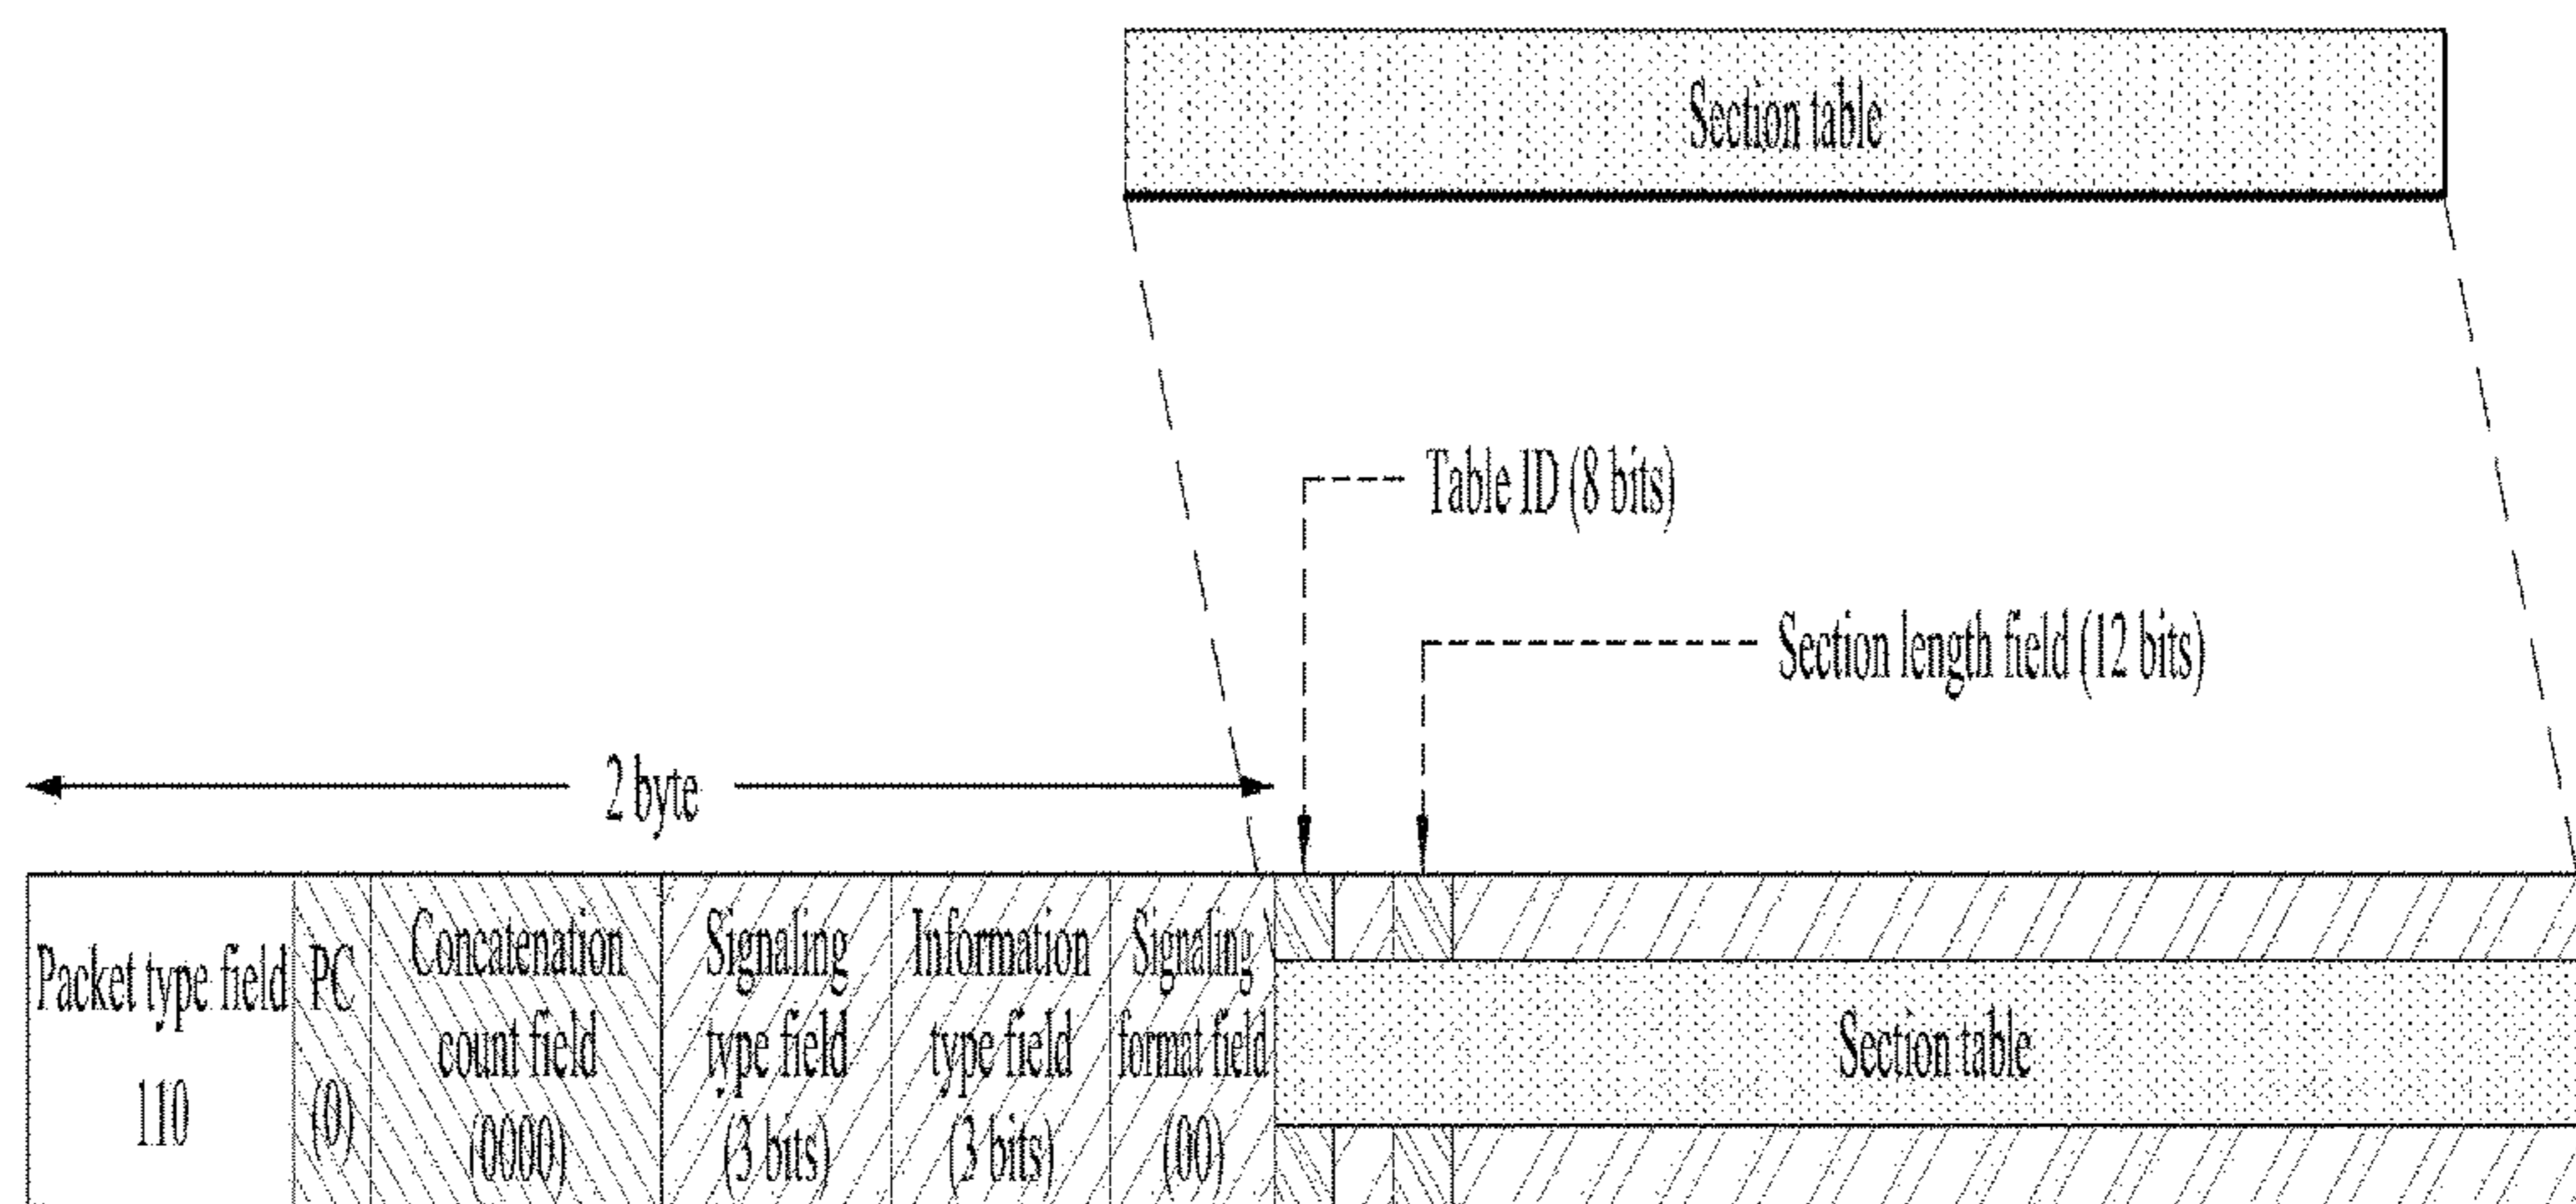 Section table
Table ID (8 bits)
Section length field (12 bits)
2 byte
Packet type field
110
PC
(0)
Concatenation
count field
(0000)
Signaling
type field
(3 bits)
Information
type field
(3 bits)
Signaling
format field
(00)
Section table